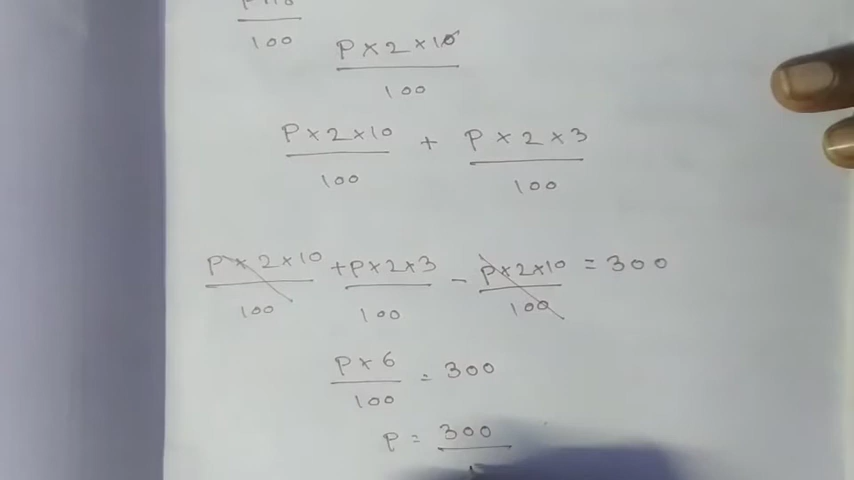 100
P × 2 × 10
100
P × 2 × 10 + P × 2 × 3
100 100
P × 2 × 10 + P × 2 × 3 - P × 2 × 10 = 300
100 100 100
P × 6 = 300
100
P = 300